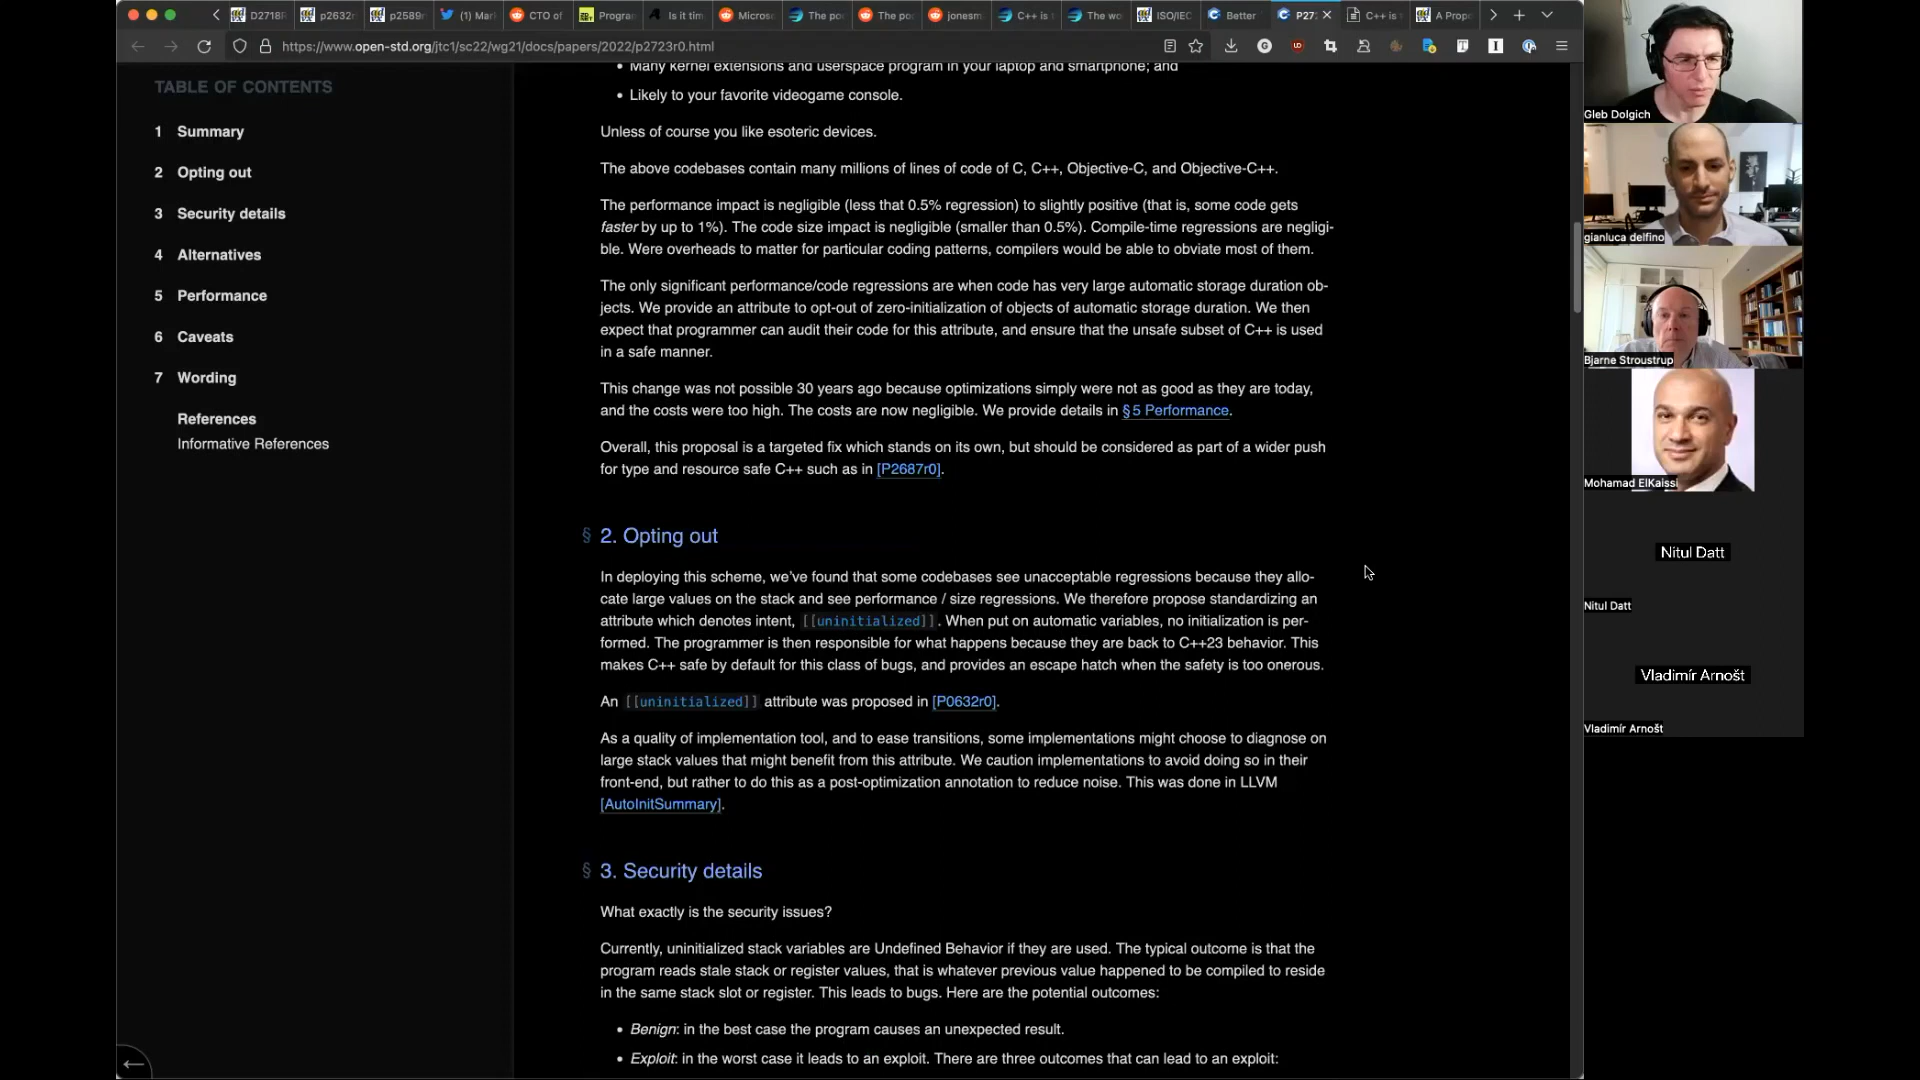 D2718R
p2632r
p2589r
(1) Mar
CTO of
Progran
Is it tim
Microso
The poi
The poi
jonesm
C++ is t
The wo
ISO/IEC
Better
P27
C++ is
A Propo
https://www.open-std.org/jtc1/sc22/wg21/docs/papers/2022/p2723r0.html
TABLE OF CONTENTS
1 Summary
2 Opting out
3 Security details
4 Alternatives
5 Performance
6 Caveats
7 Wording
References
Informative References
• Many kernel extensions and userspace program in your laptop and smartphone; and
• Likely to your favorite videogame console.
Unless of course you like esoteric devices.
The above codebases contain many millions of lines of code of C, C++, Objective-C, and Objective-C++.
The performance impact is negligible (less that 0.5% regression) to slightly positive (that is, some code gets
faster by up to 1%). The code size impact is negligible (smaller than 0.5%). Compile-time regressions are negligi-
ble. Were overheads to matter for particular coding patterns, compilers would be able to obviate most of them.
The only significant performance/code regressions are when code has very large automatic storage duration ob-
jects. We provide an attribute to opt-out of zero-initialization of objects of automatic storage duration. We then
expect that programmer can audit their code for this attribute, and ensure that the unsafe subset of C++ is used
in a safe manner.
This change was not possible 30 years ago because optimizations simply were not as good as they are today,
and the costs were too high. The costs are now negligible. We provide details in § 5 Performance.
Overall, this proposal is a targeted fix which stands on its own, but should be considered as part of a wider push
for type and resource safe C++ such as in [P2687r0].
§ 2. Opting out
In deploying this scheme, we've found that some codebases see unacceptable regressions because they allo-
cate large values on the stack and see performance / size regressions. We therefore propose standardizing an
attribute which denotes intent, [[uninitialized]]. When put on automatic variables, no initialization is per-
formed. The programmer is then responsible for what happens because they are back to C++23 behavior. This
makes C++ safe by default for this class of bugs, and provides an escape hatch when the safety is too onerous.
An [[uninitialized]] attribute was proposed in [P0632r0].
As a quality of implementation tool, and to ease transitions, some implementations might choose to diagnose on
large stack values that might benefit from this attribute. We caution implementations to avoid doing so in their
front-end, but rather to do this as a post-optimization annotation to reduce noise. This was done in LLVM
[AutoInitSummary].
§ 3. Security details
What exactly is the security issues?
Currently, uninitialized stack variables are Undefined Behavior if they are used. The typical outcome is that the
program reads stale stack or register values, that is whatever previous value happened to be compiled to reside
in the same stack slot or register. This leads to bugs. Here are the potential outcomes:
• Benign: in the best case the program causes an unexpected result.
• Exploit: in the worst case it leads to an exploit. There are three outcomes that can lead to an exploit:
Gleb Dolgich
gianluca delfino
Bjarne Stroustrup
Mohamad ElKaissi
Nitul Datt
Nitul Datt
Vladimír Arnošt
Vladimír Arnošt